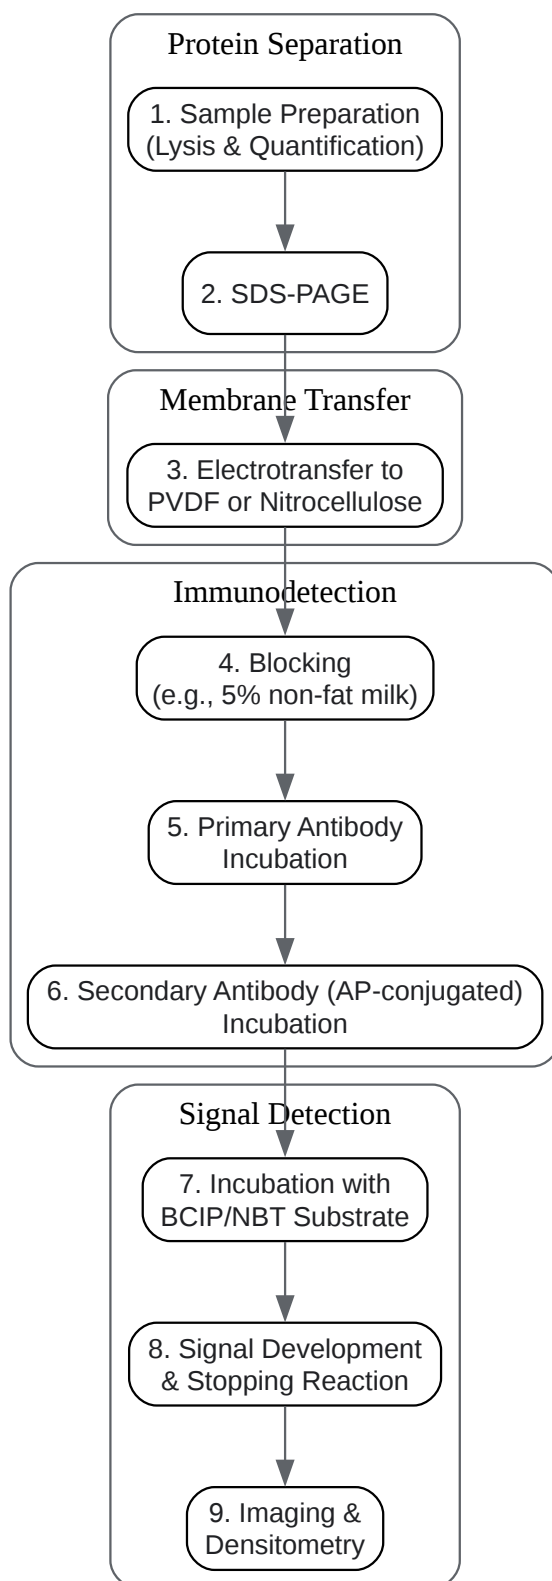 Protein Separation
1. Sample Preparation
(Lysis & Quantification)
2. SDS-PAGE
Membrane Transfer
3. Electrotransfer to
PVDF or Nitrocellulose
Immunodetection
4. Blocking
(e.g., 5% non-fat milk)
5. Primary Antibody
Incubation
6. Secondary Antibody (AP-conjugated)
Incubation
Signal Detection
7. Incubation with
BCIP/NBT Substrate
8. Signal Development
& Stopping Reaction
9. Imaging &
Densitometry